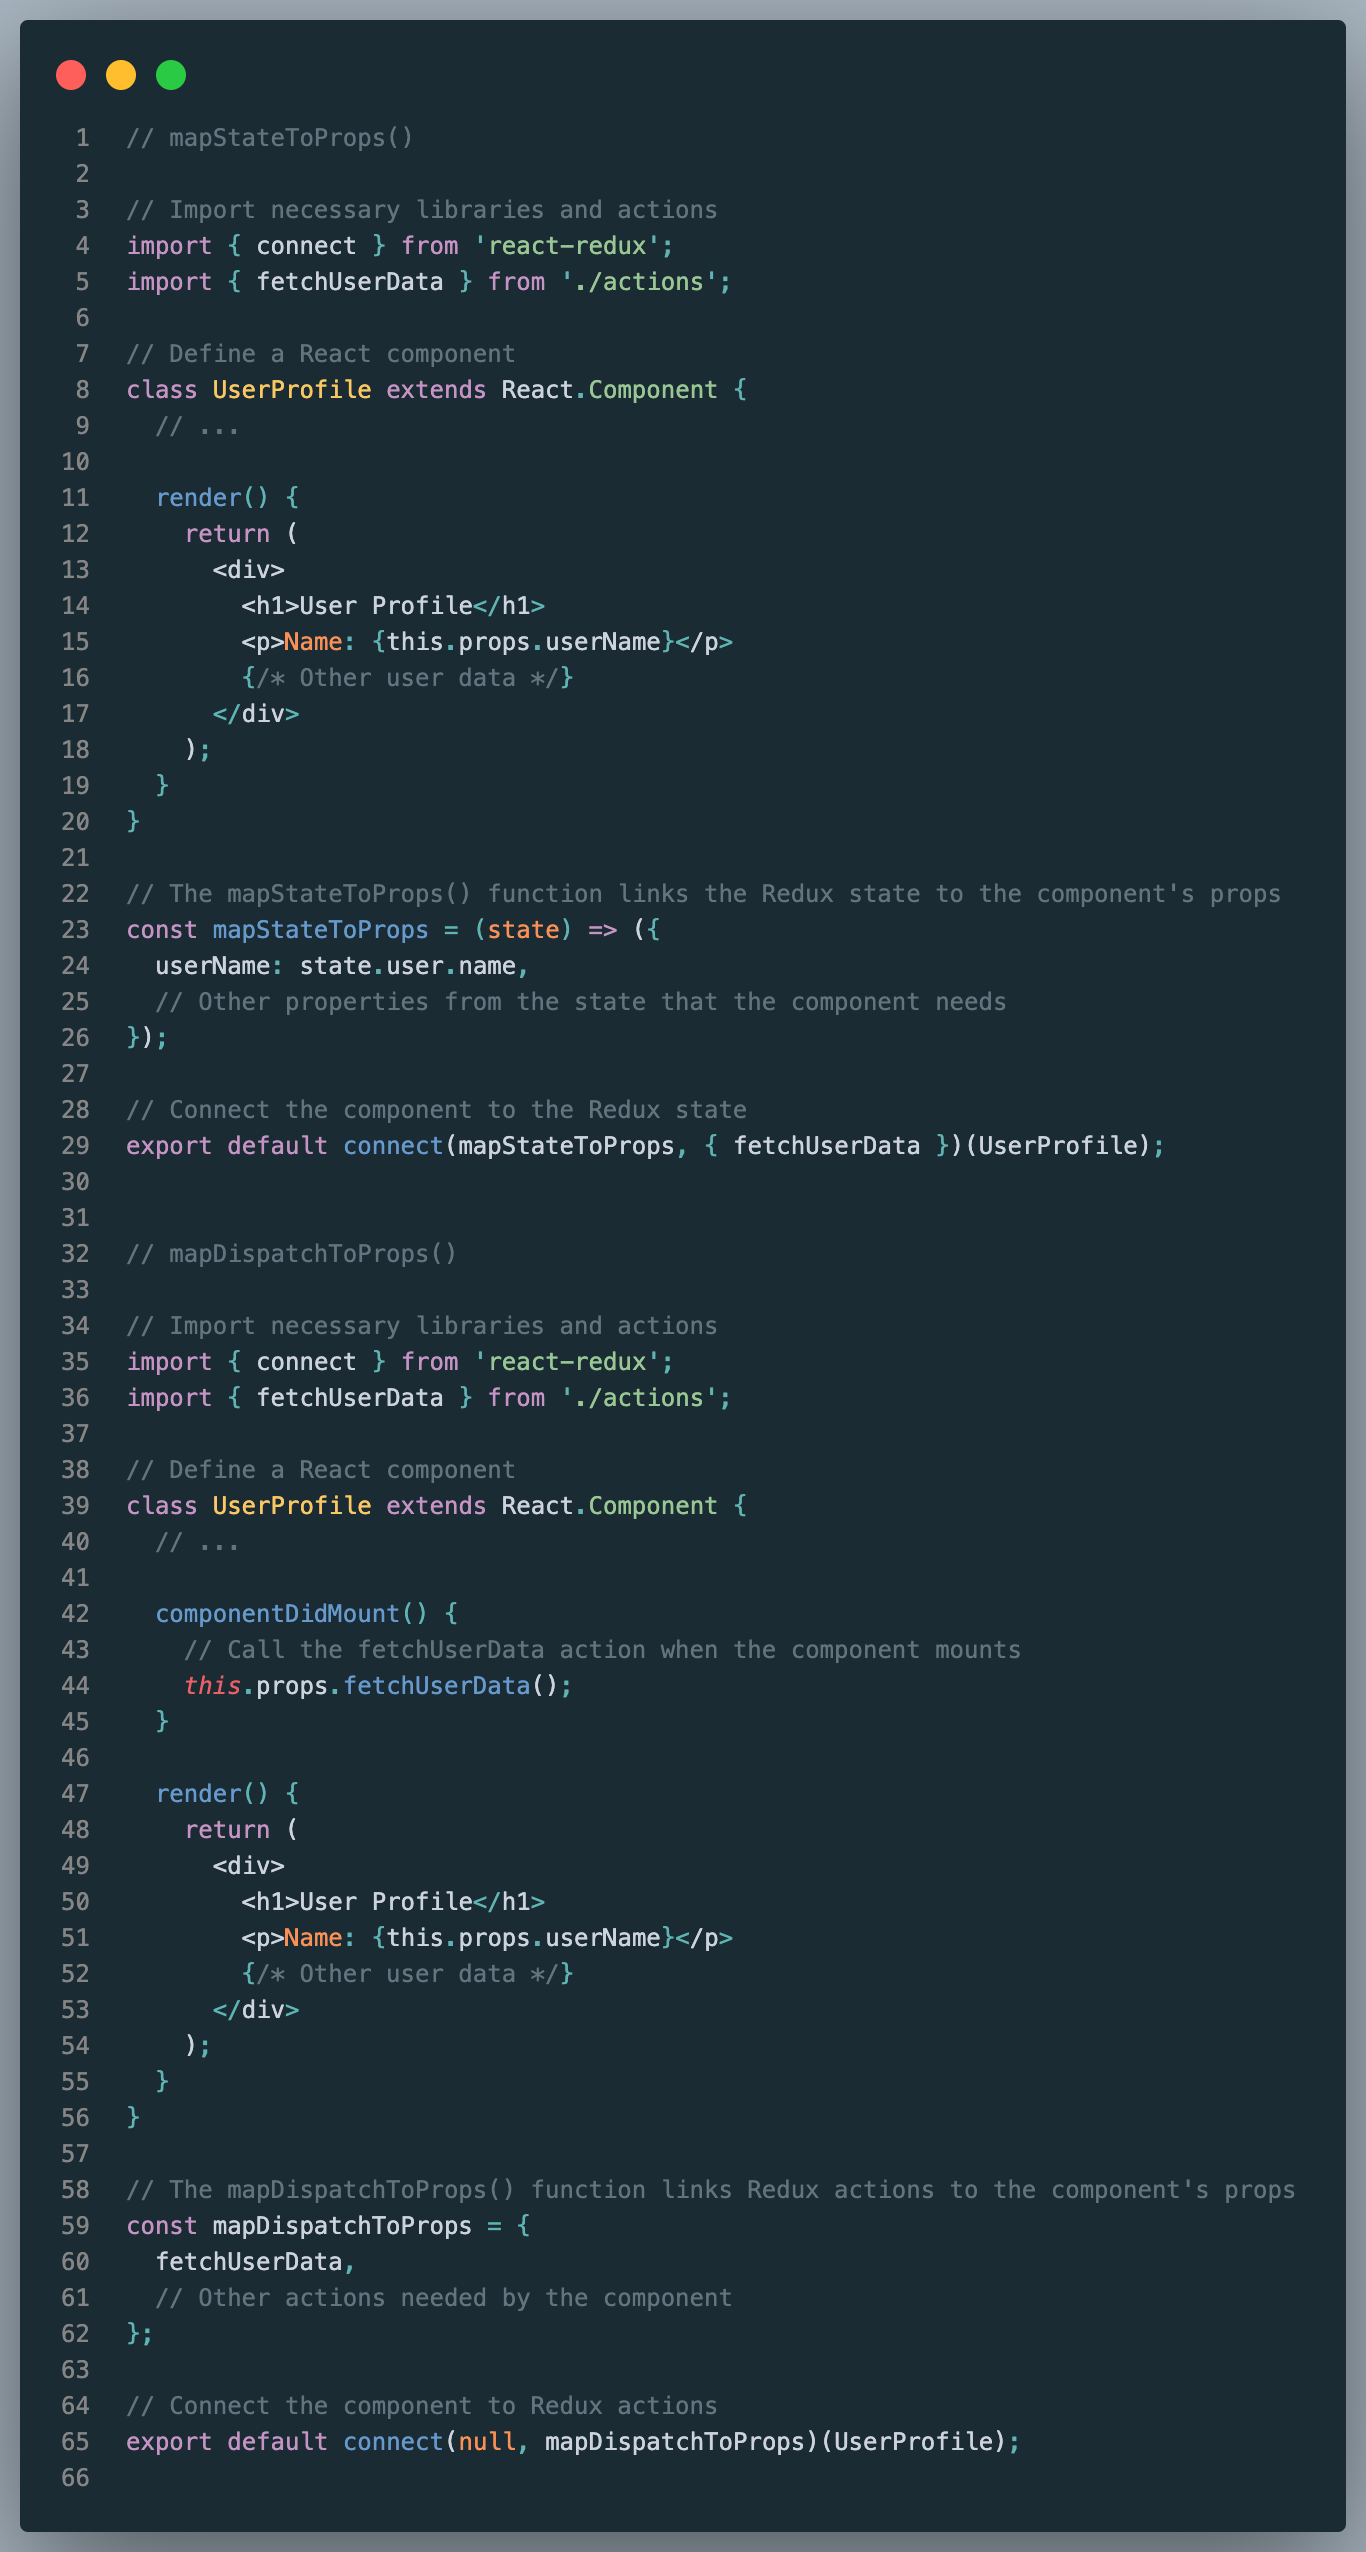 1 // mapStateToProps()
2
3 // Import necessary libraries and actions
4 import { connect } from 'react-redux';
5 import { fetchUserData } from './actions';
6
7 // Define a React component
8 class UserProfile extends React.Component {
9   // ...
10
11   render() {
12     return (
13       <div>
14         <h1>User Profile</h1>
15         <p>Name: {this.props.userName}</p>
16         {/* Other user data */}
17       </div>
18     );
19   }
20 }
21
22 // The mapStateToProps() function links the Redux state to the component's props
23 const mapStateToProps = (state) => ({
24   userName: state.user.name,
25   // Other properties from the state that the component needs
26 });
27
28 // Connect the component to the Redux state
29 export default connect(mapStateToProps, { fetchUserData })(UserProfile);
30
31
32 // mapDispatchToProps()
33
34 // Import necessary libraries and actions
35 import { connect } from 'react-redux';
36 import { fetchUserData } from './actions';
37
38 // Define a React component
39 class UserProfile extends React.Component {
40   // ...
41
42   componentDidMount() {
43     // Call the fetchUserData action when the component mounts
44     this.props.fetchUserData();
45   }
46
47   render() {
48     return (
49       <div>
50         <h1>User Profile</h1>
51         <p>Name: {this.props.userName}</p>
52         {/* Other user data */}
53       </div>
54     );
55   }
56 }
57
58 // The mapDispatchToProps() function links Redux actions to the component's props
59 const mapDispatchToProps = {
60   fetchUserData,
61   // Other actions needed by the component
62 };
63
64 // Connect the component to Redux actions
65 export default connect(null, mapDispatchToProps)(UserProfile);
66